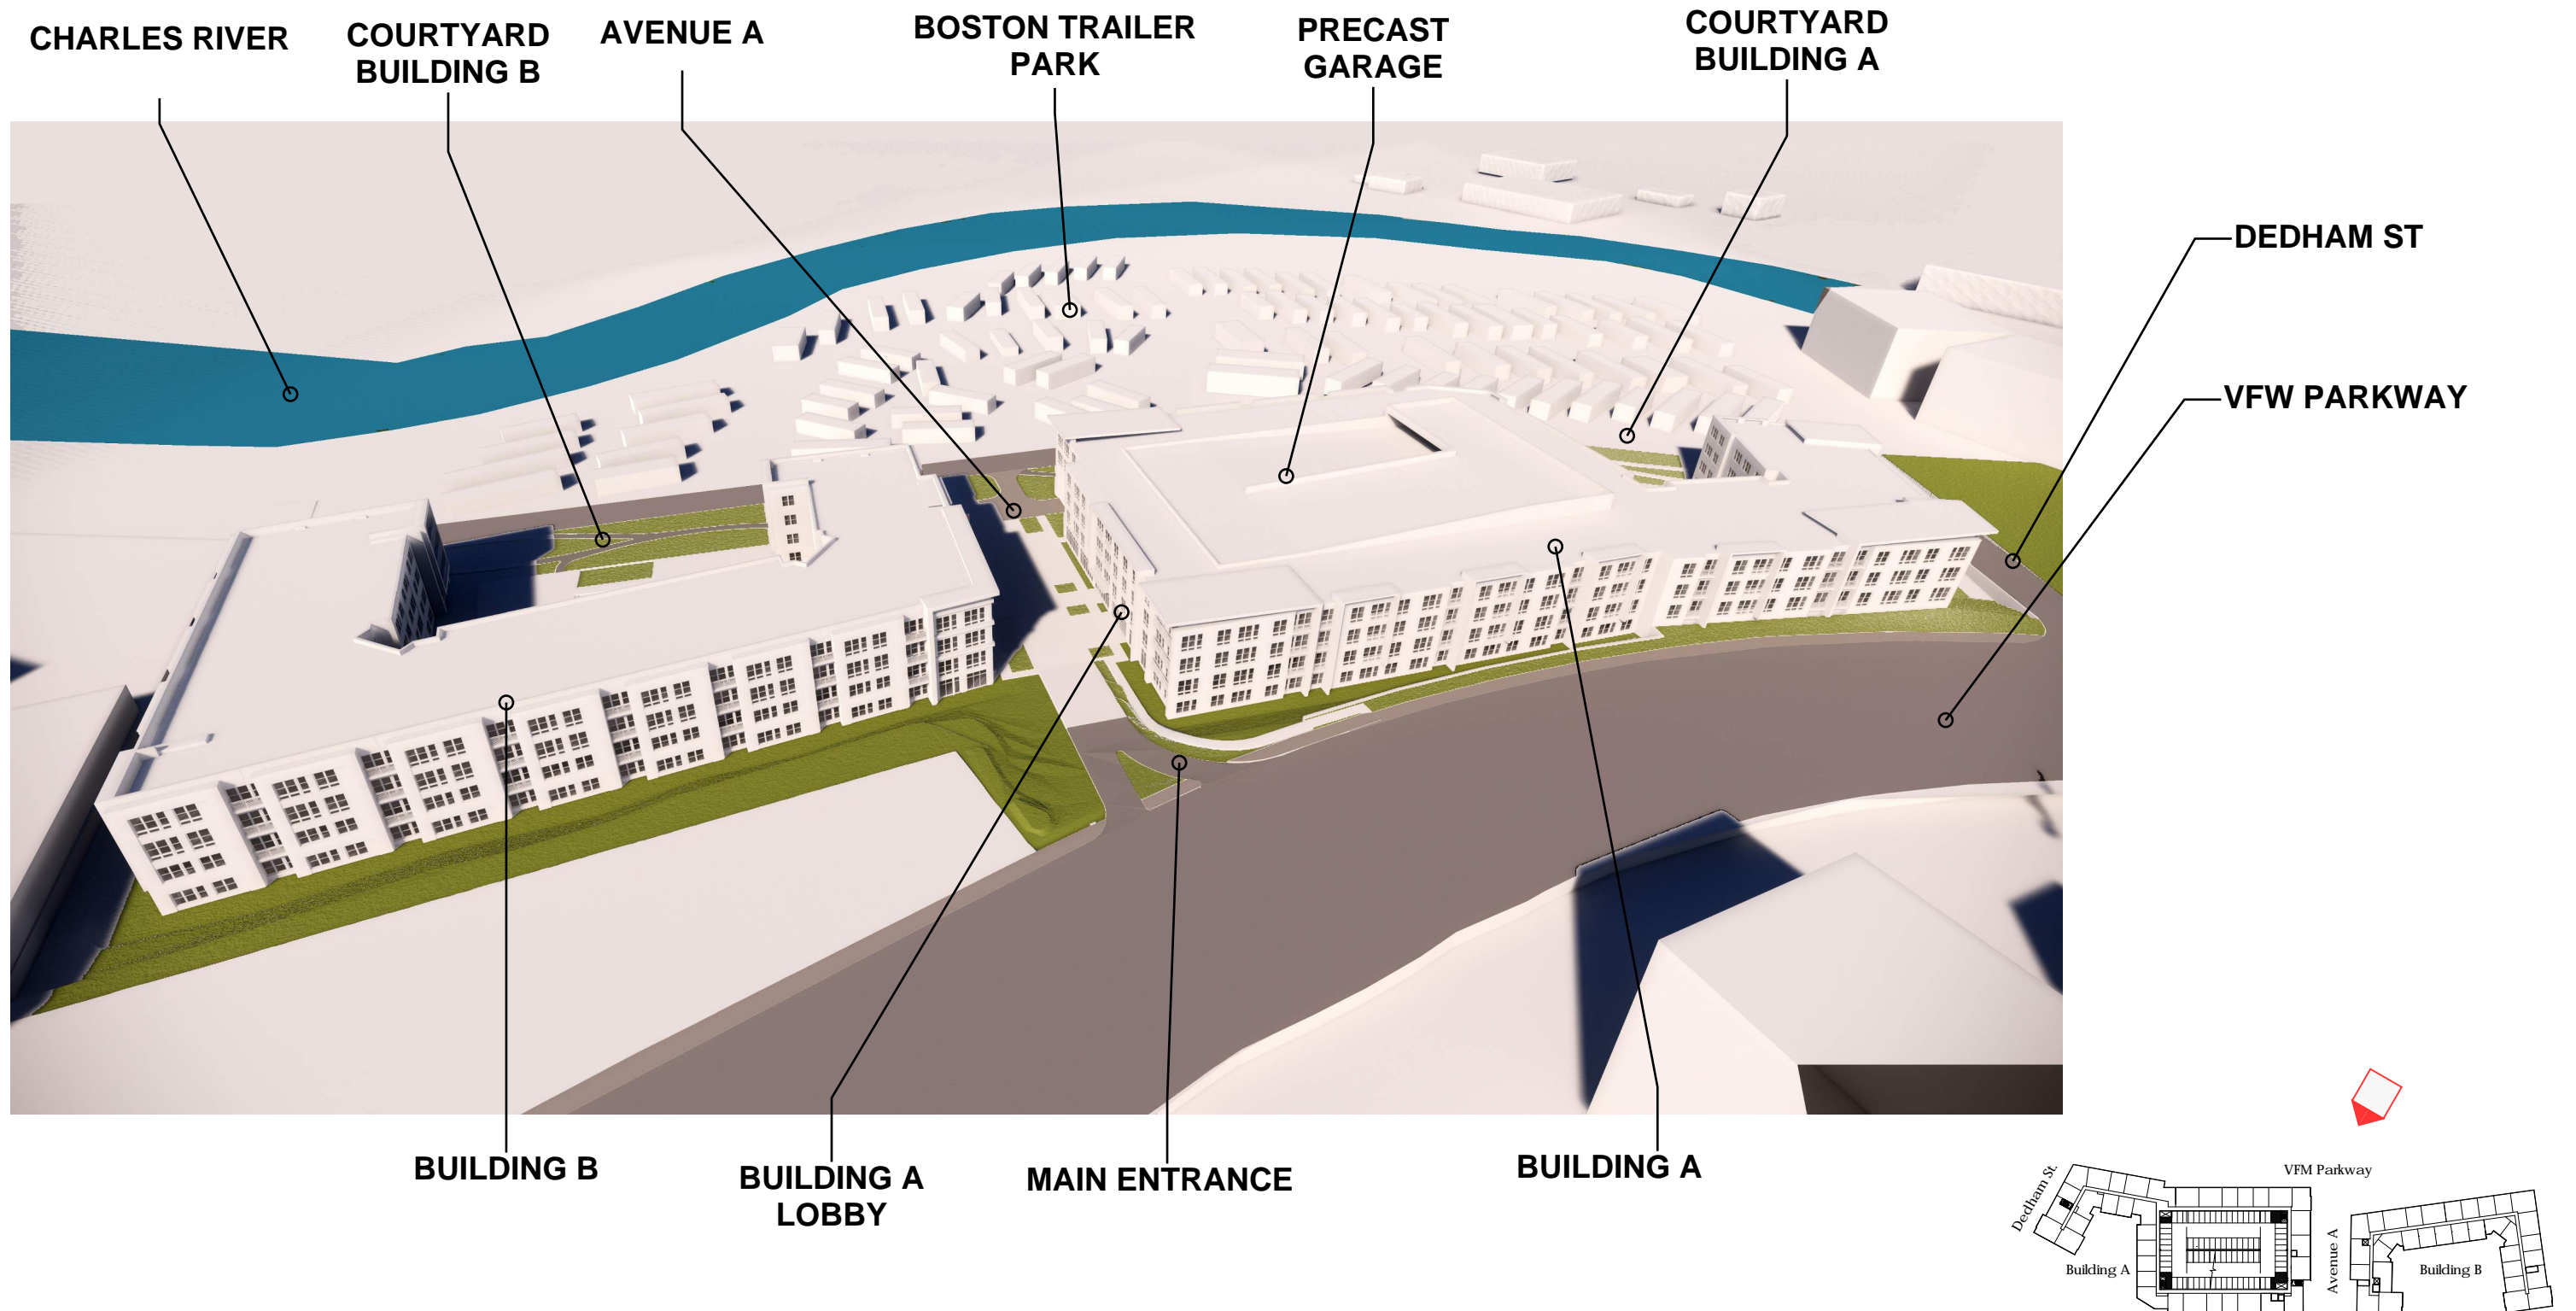 CHARLES RIVER
COURTYARD
BUILDING B
AVENUE A
BOSTON TRAILER
PARK
PRECAST
GARAGE
COURTYARD
BUILDING A
DEDHAM ST
VFW PARKWAY
BUILDING B
BUILDING A
LOBBY
MAIN ENTRANCE
BUILDING A
VFM Parkway
Dedham St.
Building A
Avenue A
Building B